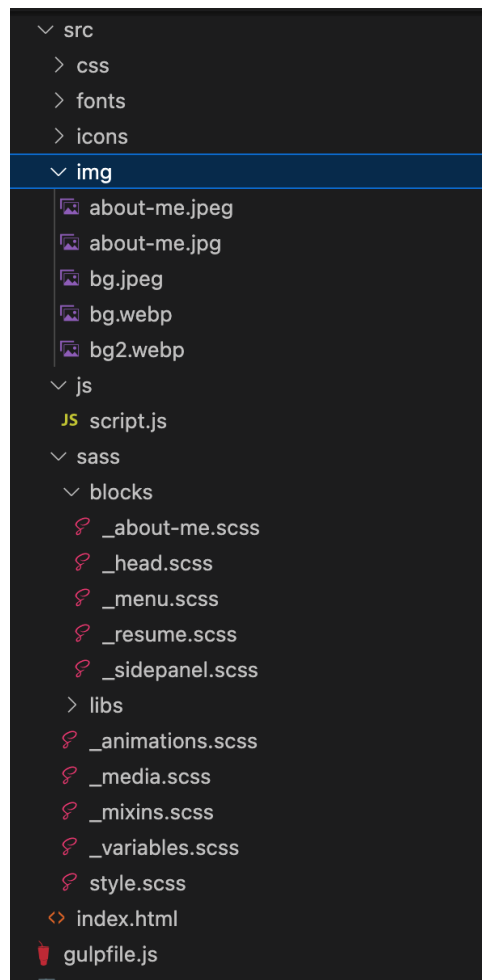 src
css
fonts
icons
img
about-me.jpeg
about-me.jpg
bg.jpeg
bg.webp
bg2.webp
js
JS script.js
sass
blocks
_about-me.scss
_head.scss
_menu.scss
_resume.scss
_sidepanel.scss
libs
_animations.scss
_media.scss
_mixins.scss
_variables.scss
style.scss
<> index.html
gulpfile.js